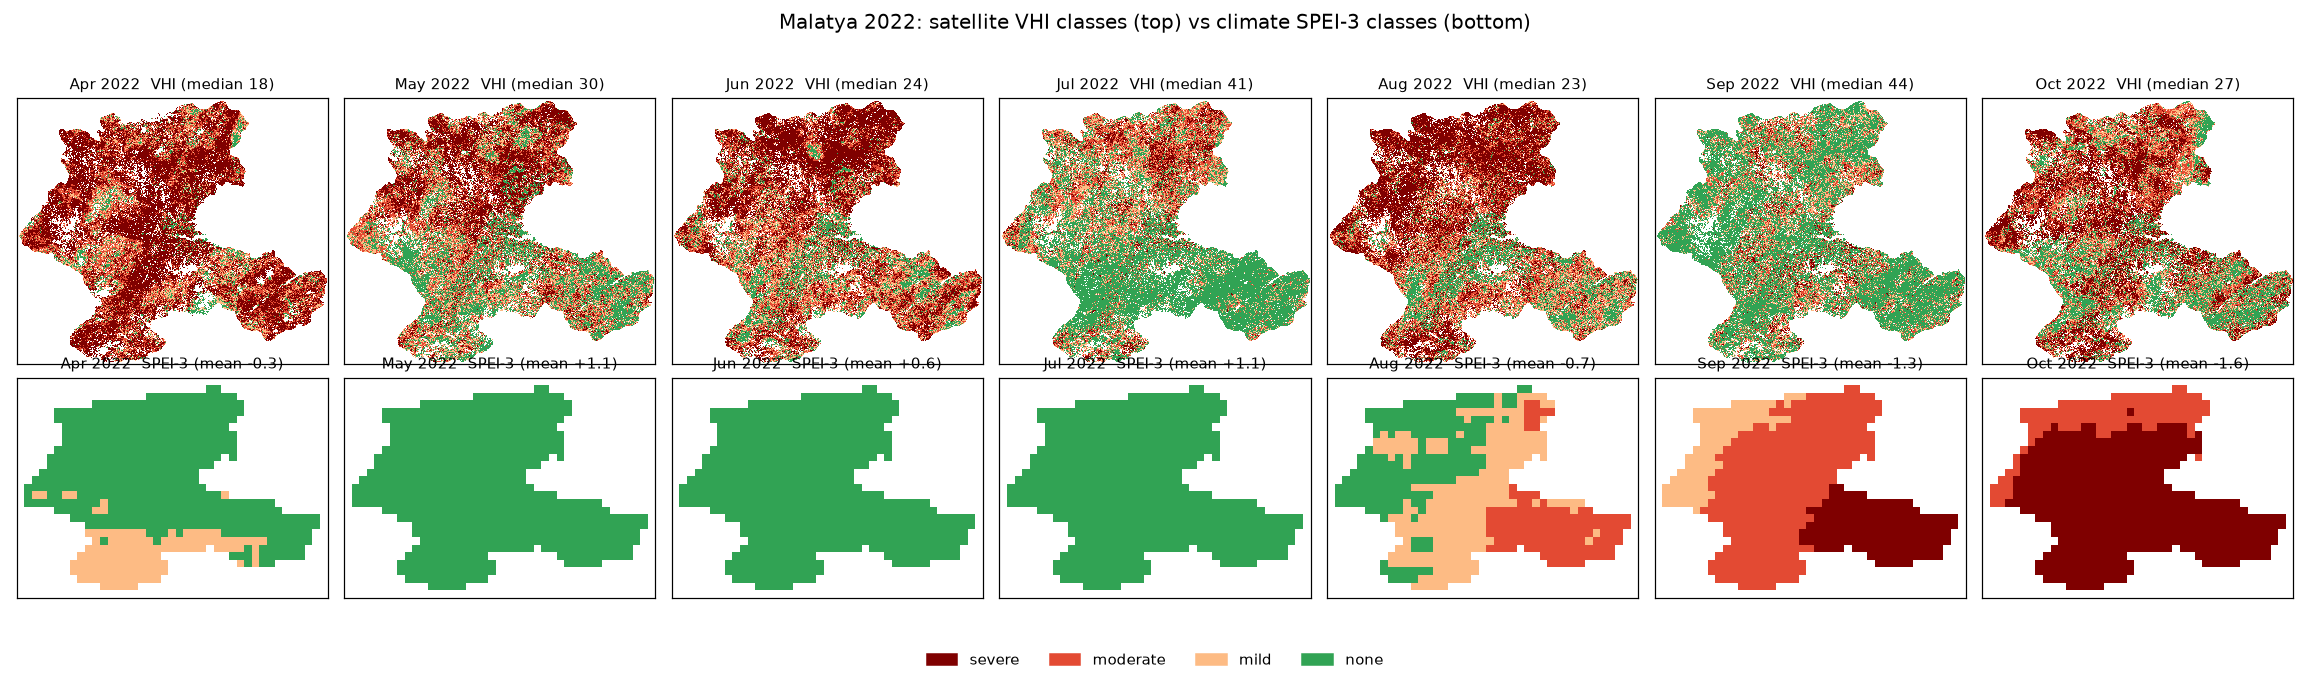 Malatya 2022: satellite VHI classes (top) vs climate SPEI-3 classes (bottom)
Apr 2022  VHI (median 18)
May 2022  VHI (median 30)
Jun 2022  VHI (median 24)
Jul 2022  VHI (median 41)
Aug 2022  VHI (median 23)
Sep 2022  VHI (median 44)
Oct 2022  VHI (median 27)
Apr 2022  SPEI-3 (mean -0.3)
May 2022  SPEI-3 (mean +1.1)
Jun 2022  SPEI-3 (mean +0.6)
Jul 2022  SPEI-3 (mean +1.1)
Aug 2022  SPEI-3 (mean -0.7)
Sep 2022  SPEI-3 (mean -1.3)
Oct 2022  SPEI-3 (mean -1.6)
severe
moderate
mild
none